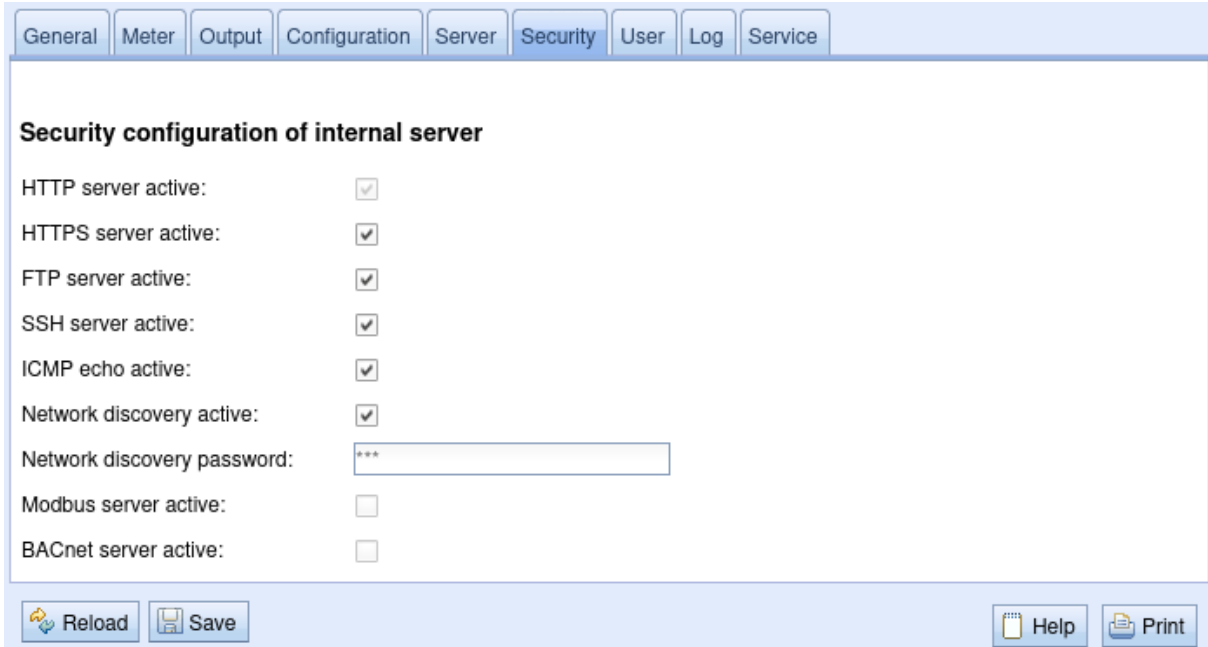 General Meter Output Configuration Server Security User Log Service
Security configuration of internal server
HTTP server active:
HTTPS server active:
FTP server active:
SSH server active:
ICMP echo active:
Network discovery active:
Network discovery password: ***
Modbus server active:
BACnet server active:
Reload Save Help Print